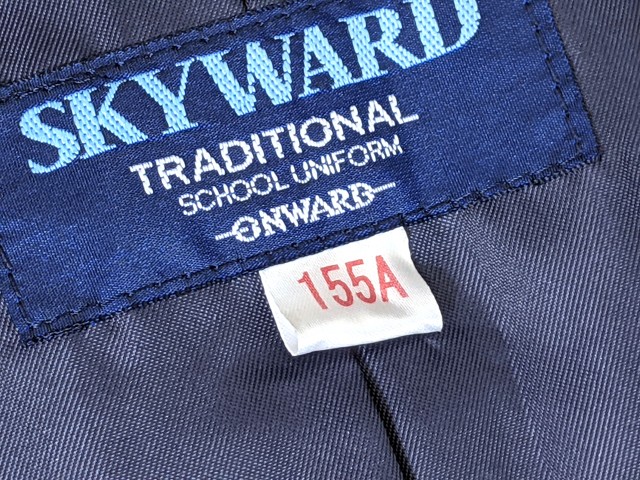 SKYWARD
TRADITIONAL
SCHOOL UNIFORM
ONWARD
155A